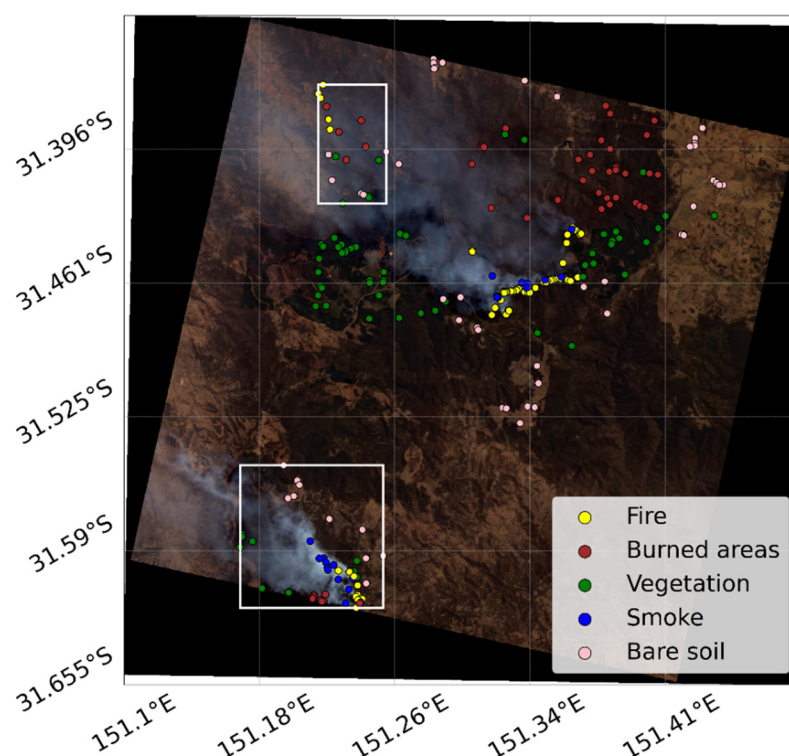 31.396°S
31.461°S
31.525°S
31.59°S
31.655°S
Fire
Burned areas
Vegetation
Smoke
Bare soil
151.1°E
151.18°E
151.26°E
151.34°E
151.41°E